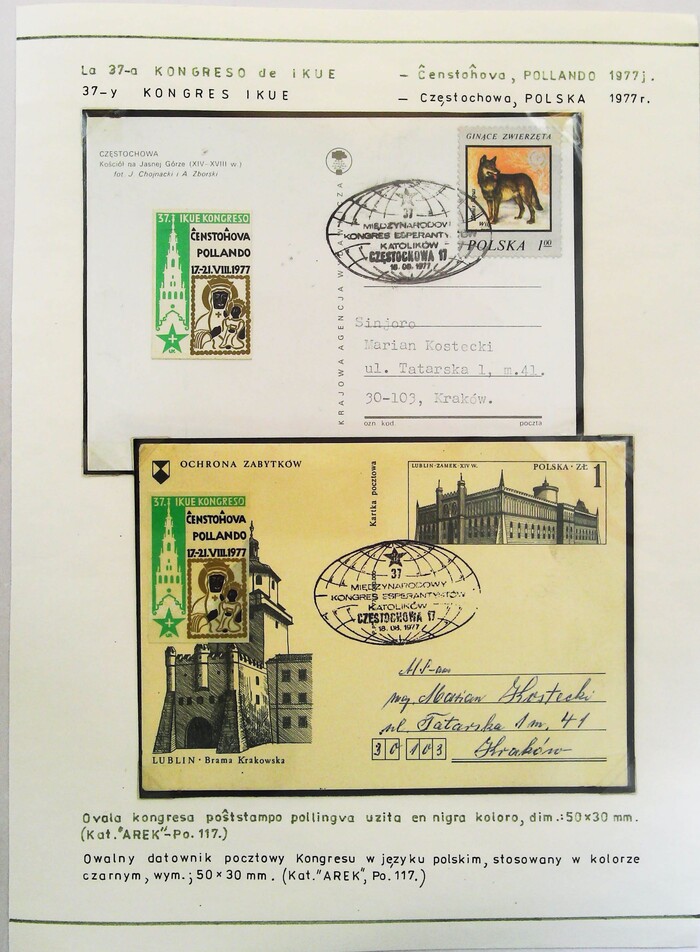 La 37-a KONGRESO de iKUE — Ĉenstoĥova, POLLANDO 1977j.
37-y KONGRES IKUE — Częstochowa, POLSKA 1977r.
CZĘSTOCHOWA
Kościół na Jasnej Górze (XIV–XVIII w.)
fot. J. Chojnacki i A. Zborski
37. IKUE KONGRESO
ĈENSTOĤOVA
POLLANDO
17-21.VIII.1977
KRAJOWA AGENCJA WYDAWNICZA
37
MIĘDZYNARODOWY
KONGRES ESPERANTYSTÓW
KATOLIKÓW
CZĘSTOCHOWA 17
18.08.1977
GINĄCE ZWIERZĘTA
POLSKA 1 00
Sinjoro
Marian Kostecki
ul. Tatarska 1, m.41.
30-103, Kraków.
ozn kod. poczta
OCHRONA ZABYTKÓW
Kartka pocztowa
LUBLIN-ZAMEK-XIV W. POLSKA · ZŁ 1
37. IKUE KONGRESO
ĈENSTOĤOVA
POLLANDO
17-21.VIII.1977
37
MIĘDZYNARODOWY
KONGRES ESPERANTYSTÓW
KATOLIKÓW
CZĘSTOCHOWA 17
18.08.1977
mg. Marian Kostecki
ul. Tatarska 1 m. 41
30103 Kraków
LUBLIN · Brama Krakowska
Ovala kongresa poŝtstampo pollingva uzita en nigra koloro, dim.: 50×30 mm.
(Kat."AREK"-Po. 117.)
Owalny datownik pocztowy Kongresu w języku polskim, stosowany w kolorze
czarnym, wym.; 50 × 30 mm. (Kat."AREK", Po. 117.)